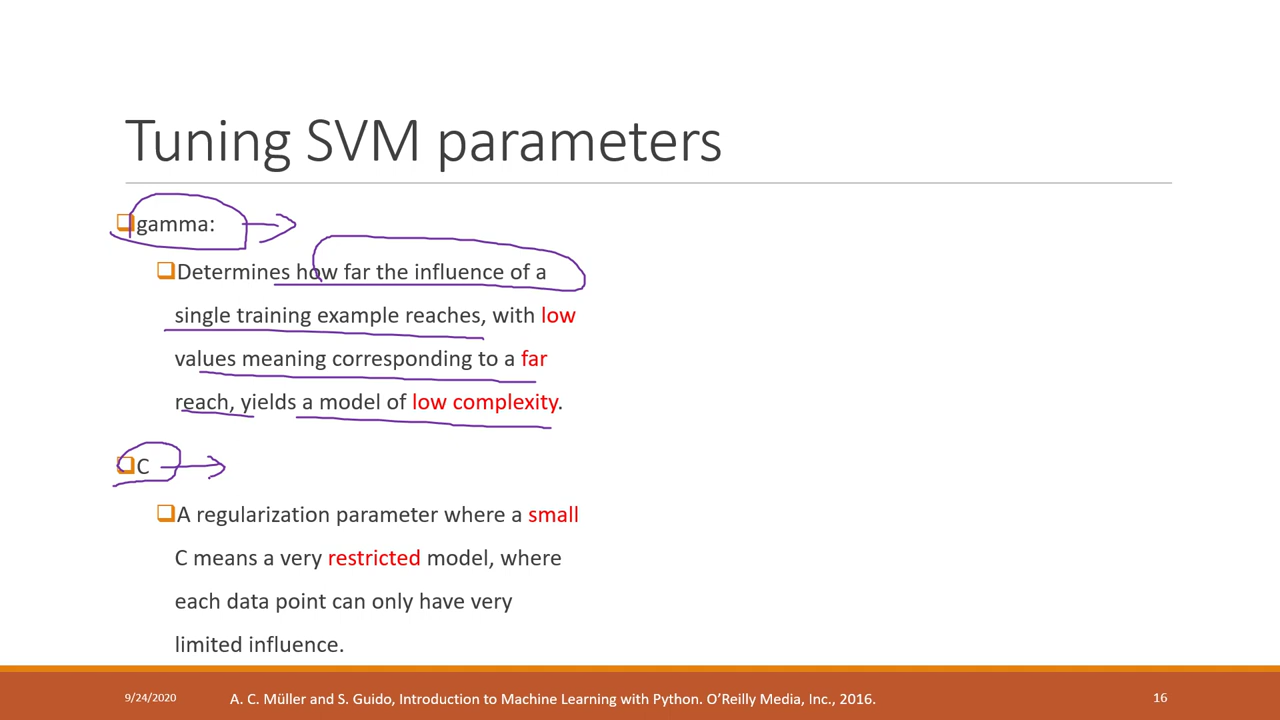 Tuning SVM parameters
gamma:
Determines how far the influence of a
single training example reaches, with low
values meaning corresponding to a far
reach, yields a model of low complexity.
C
A regularization parameter where a small
C means a very restricted model, where
each data point can only have very
limited influence.
9/24/2020
A. C. Müller and S. Guido, Introduction to Machine Learning with Python. O’Reilly Media, Inc., 2016.
16